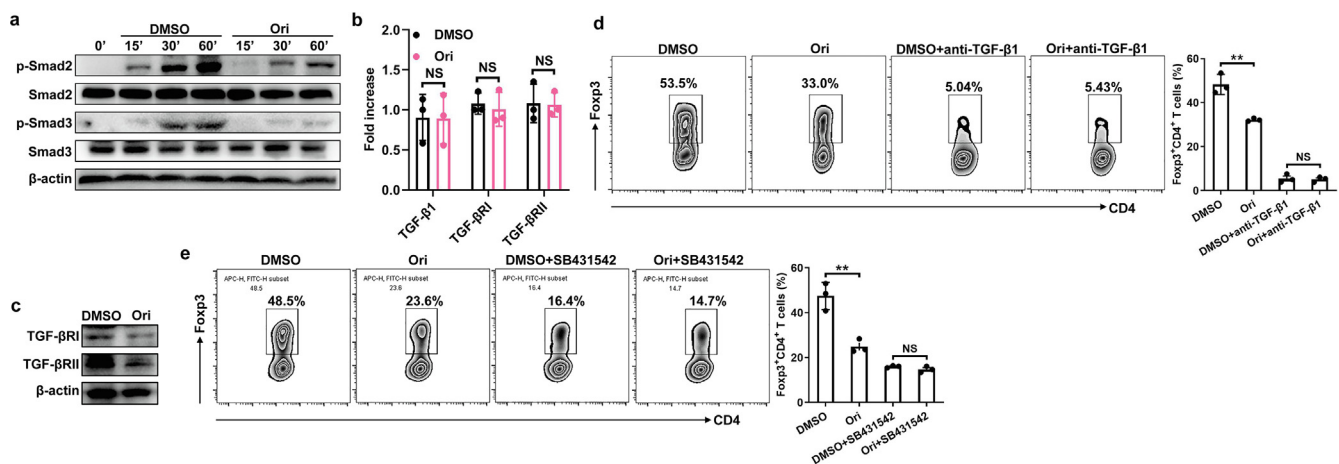 a
DMSO Ori
0' 15' 30' 60' 15' 30' 60'
p-Smad2
Smad2
p-Smad3
Smad3
β-actin
b
Fold increase
2.0
1.5
1.0
0.5
0.0
DMSO
Ori
NS NS NS
TGF-β1 TGF-βRI TGF-βRII
c
DMSO Ori
TGF-βRI
TGF-βRII
β-actin
d
DMSO Ori DMSO+anti-TGF-β1 Ori+anti-TGF-β1
53.5% 33.0% 5.04% 5.43%
Foxp3
CD4
Foxp3+CD4+ T cells (%)
60
40
20
0
**
NS
DMSO
Ori
DMSO+anti-TGF-β1
Ori+anti-TGF-β1
e
DMSO Ori DMSO+SB431542 Ori+SB431542
APC-H, FITC-H subset APC-H, FITC-H subset APC-H, FITC-H subset APC-H, FITC-H subset
48.5 23.6 16.4 14.7
48.5% 23.6% 16.4% 14.7%
Foxp3
CD4
Foxp3+CD4+ T cells (%)
60
40
20
0
**
NS
DMSO
Ori
DMSO+SB431542
Ori+SB431542